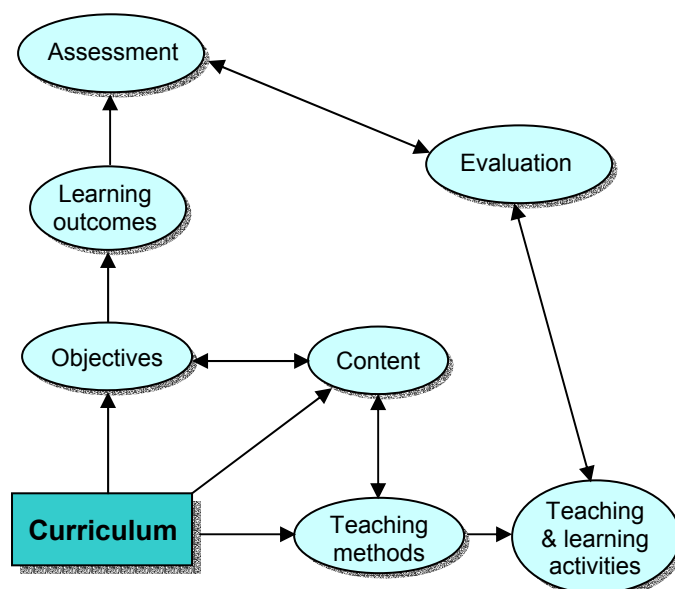 Assessment
Evaluation
Learning
outcomes
Objectives
Content
Curriculum
Teaching
methods
Teaching
& learning
activities